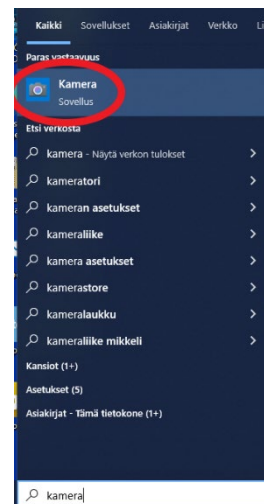 Kaikki Sovellukset Asiakirjat Verkko Li
Paras vastaavuus
Kamera
Sovellus
Etsi verkosta
kamera - Näytä verkon tulokset
kameratori
kameran asetukset
kameraliike
kamera asetukset
kamerastore
kameralaukku
kameraliike mikkeli
Kansiot (1+)
Asetukset (5)
Asiakirjat - Tämä tietokone (1+)
kamera